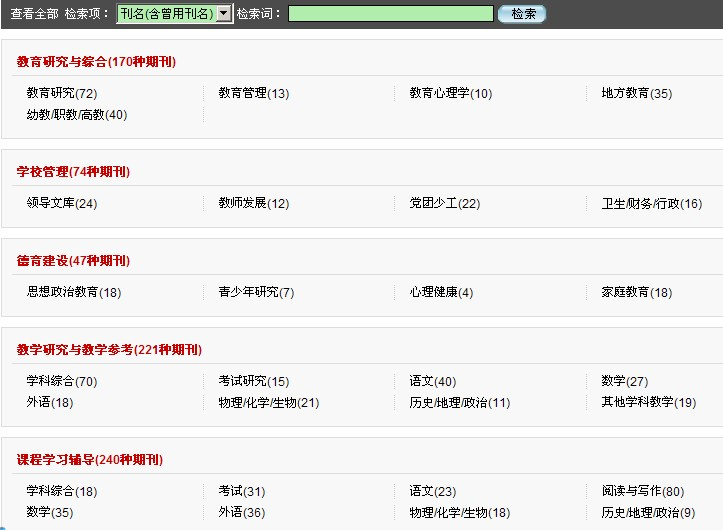 查看全部 检索项： 刊名(含曾用刊名) 检索词： 检索
教育研究与综合(170种期刊)
教育研究(72) 教育管理(13) 教育心理学(10) 地方教育(35)
幼教/职教/高教(40)
学校管理(74种期刊)
领导文库(24) 教师发展(12) 党团少工(22) 卫生/财务/行政(16)
德育建设(47种期刊)
思想政治教育(18) 青少年研究(7) 心理健康(4) 家庭教育(18)
教学研究与教学参考(221种期刊)
学科综合(70) 考试研究(15) 语文(40) 数学(27)
外语(18) 物理/化学/生物(21) 历史/地理/政治(11) 其他学科教学(19)
课程学习辅导(240种期刊)
学科综合(18) 考试(31) 语文(23) 阅读与写作(80)
数学(35) 外语(36) 物理/化学/生物(18) 历史/地理/政治(9)